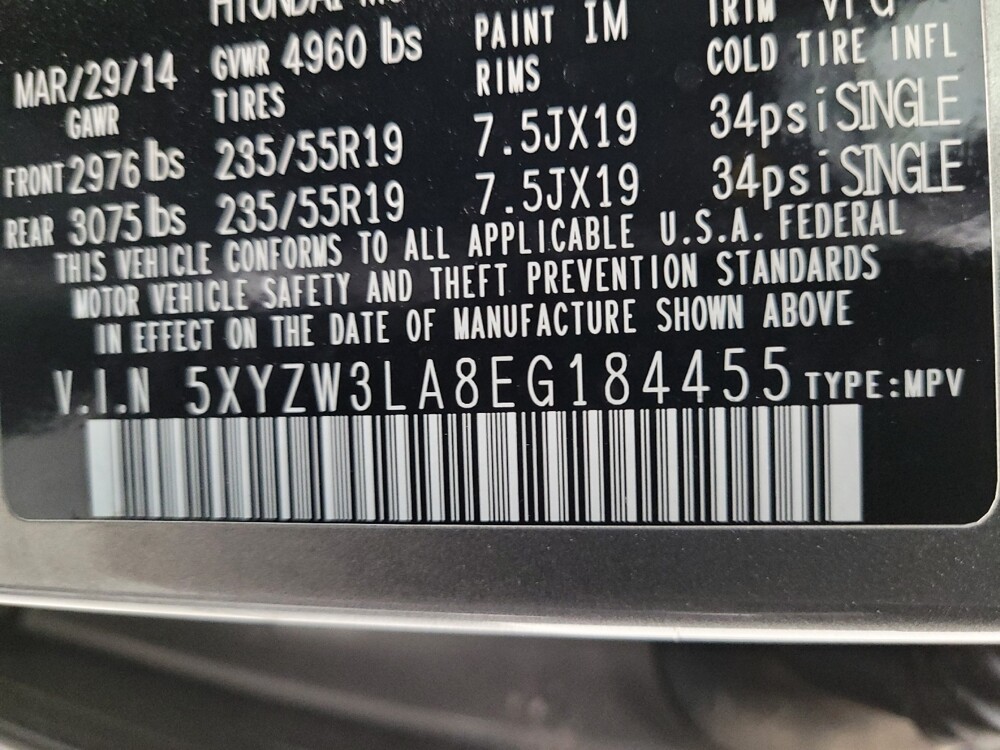 HYUNDAI
MAR/29/14 GVWR 4960 lbs PAINT IM TRIM
GAWR TIRES RIMS COLD TIRE INFL
FRONT 2976 lbs 235/55R19 7.5JX19 34psi SINGLE
REAR 3075 lbs 235/55R19 7.5JX19 34psi SINGLE
THIS VEHICLE CONFORMS TO ALL APPLICABLE U.S.A. FEDERAL
MOTOR VEHICLE SAFETY AND THEFT PREVENTION STANDARDS
IN EFFECT ON THE DATE OF MANUFACTURE SHOWN ABOVE
V.I.N 5XYZW3LA8EG184455 TYPE:MPV